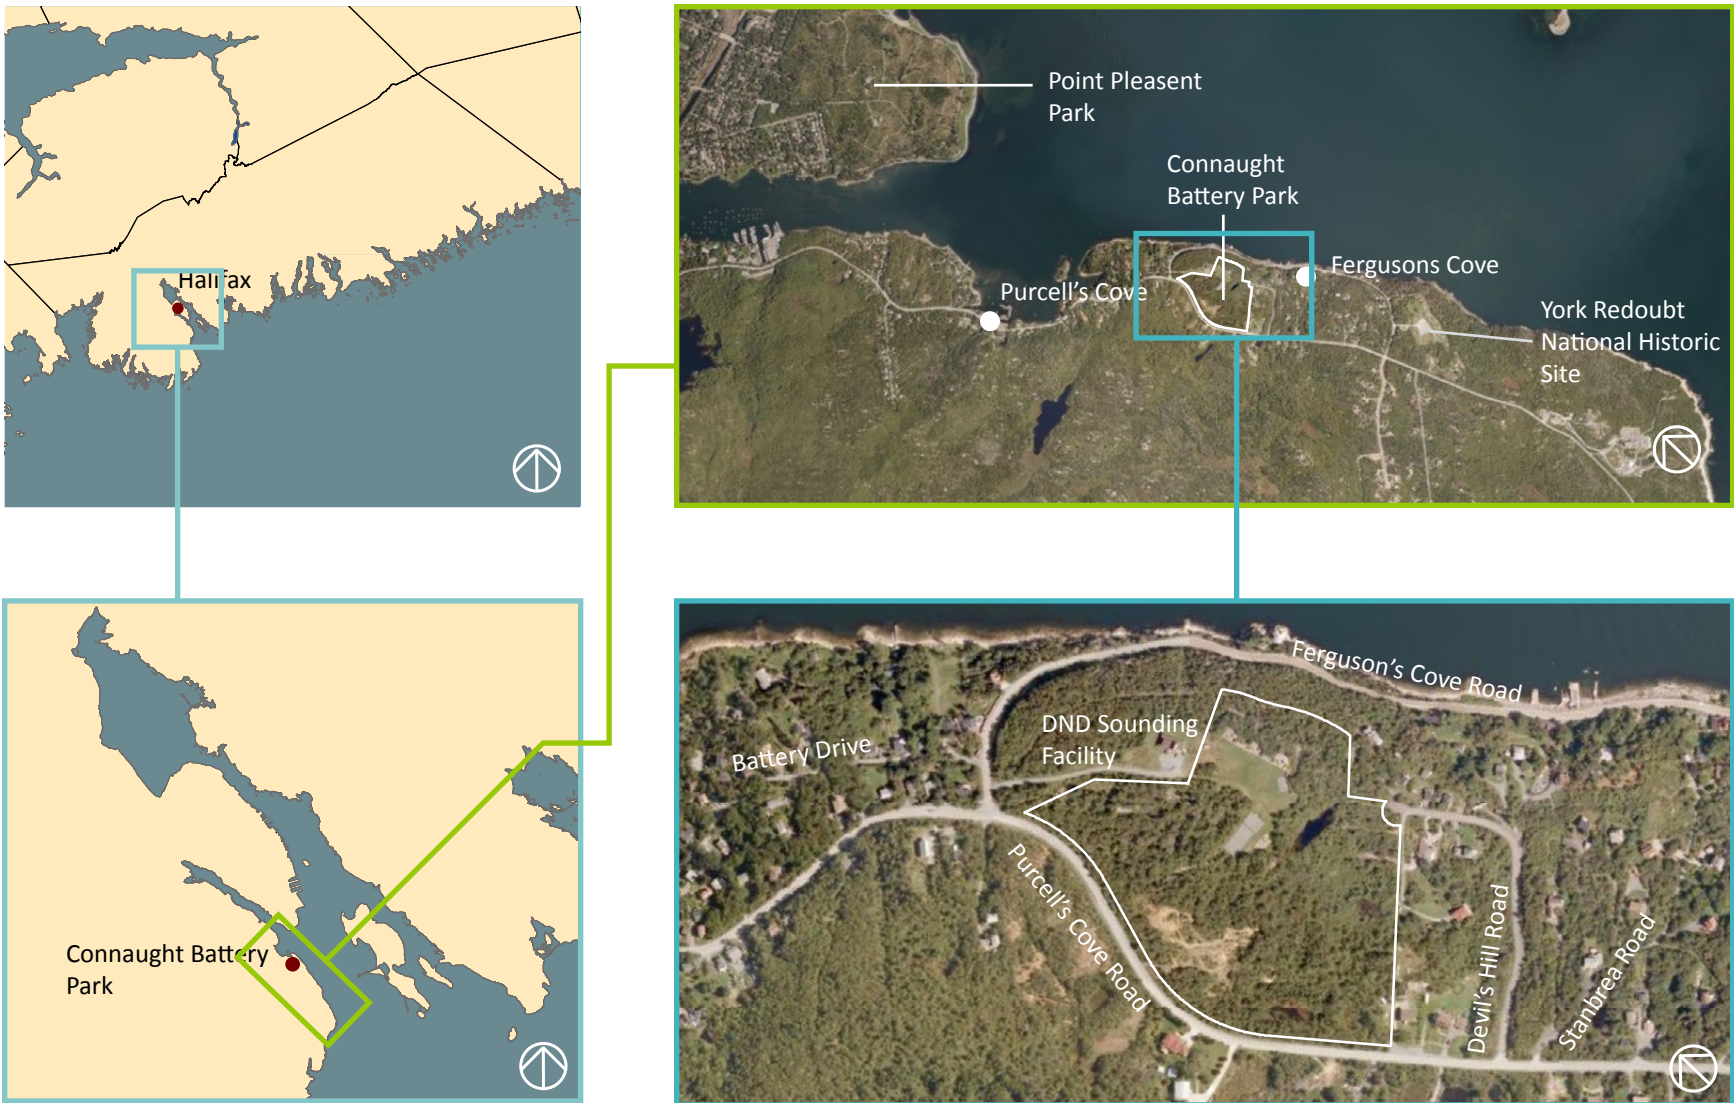 Halifax
Point Pleasent
Park
Connaught
Battery Park
Fergusons Cove
Purcell's Cove
York Redoubt
National Historic
Site
Connaught Battery
Park
Ferguson's Cove Road
DND Sounding
Facility
Battery Drive
Purcell's Cove Road
Devil's Hill Road
Stanbrea Road